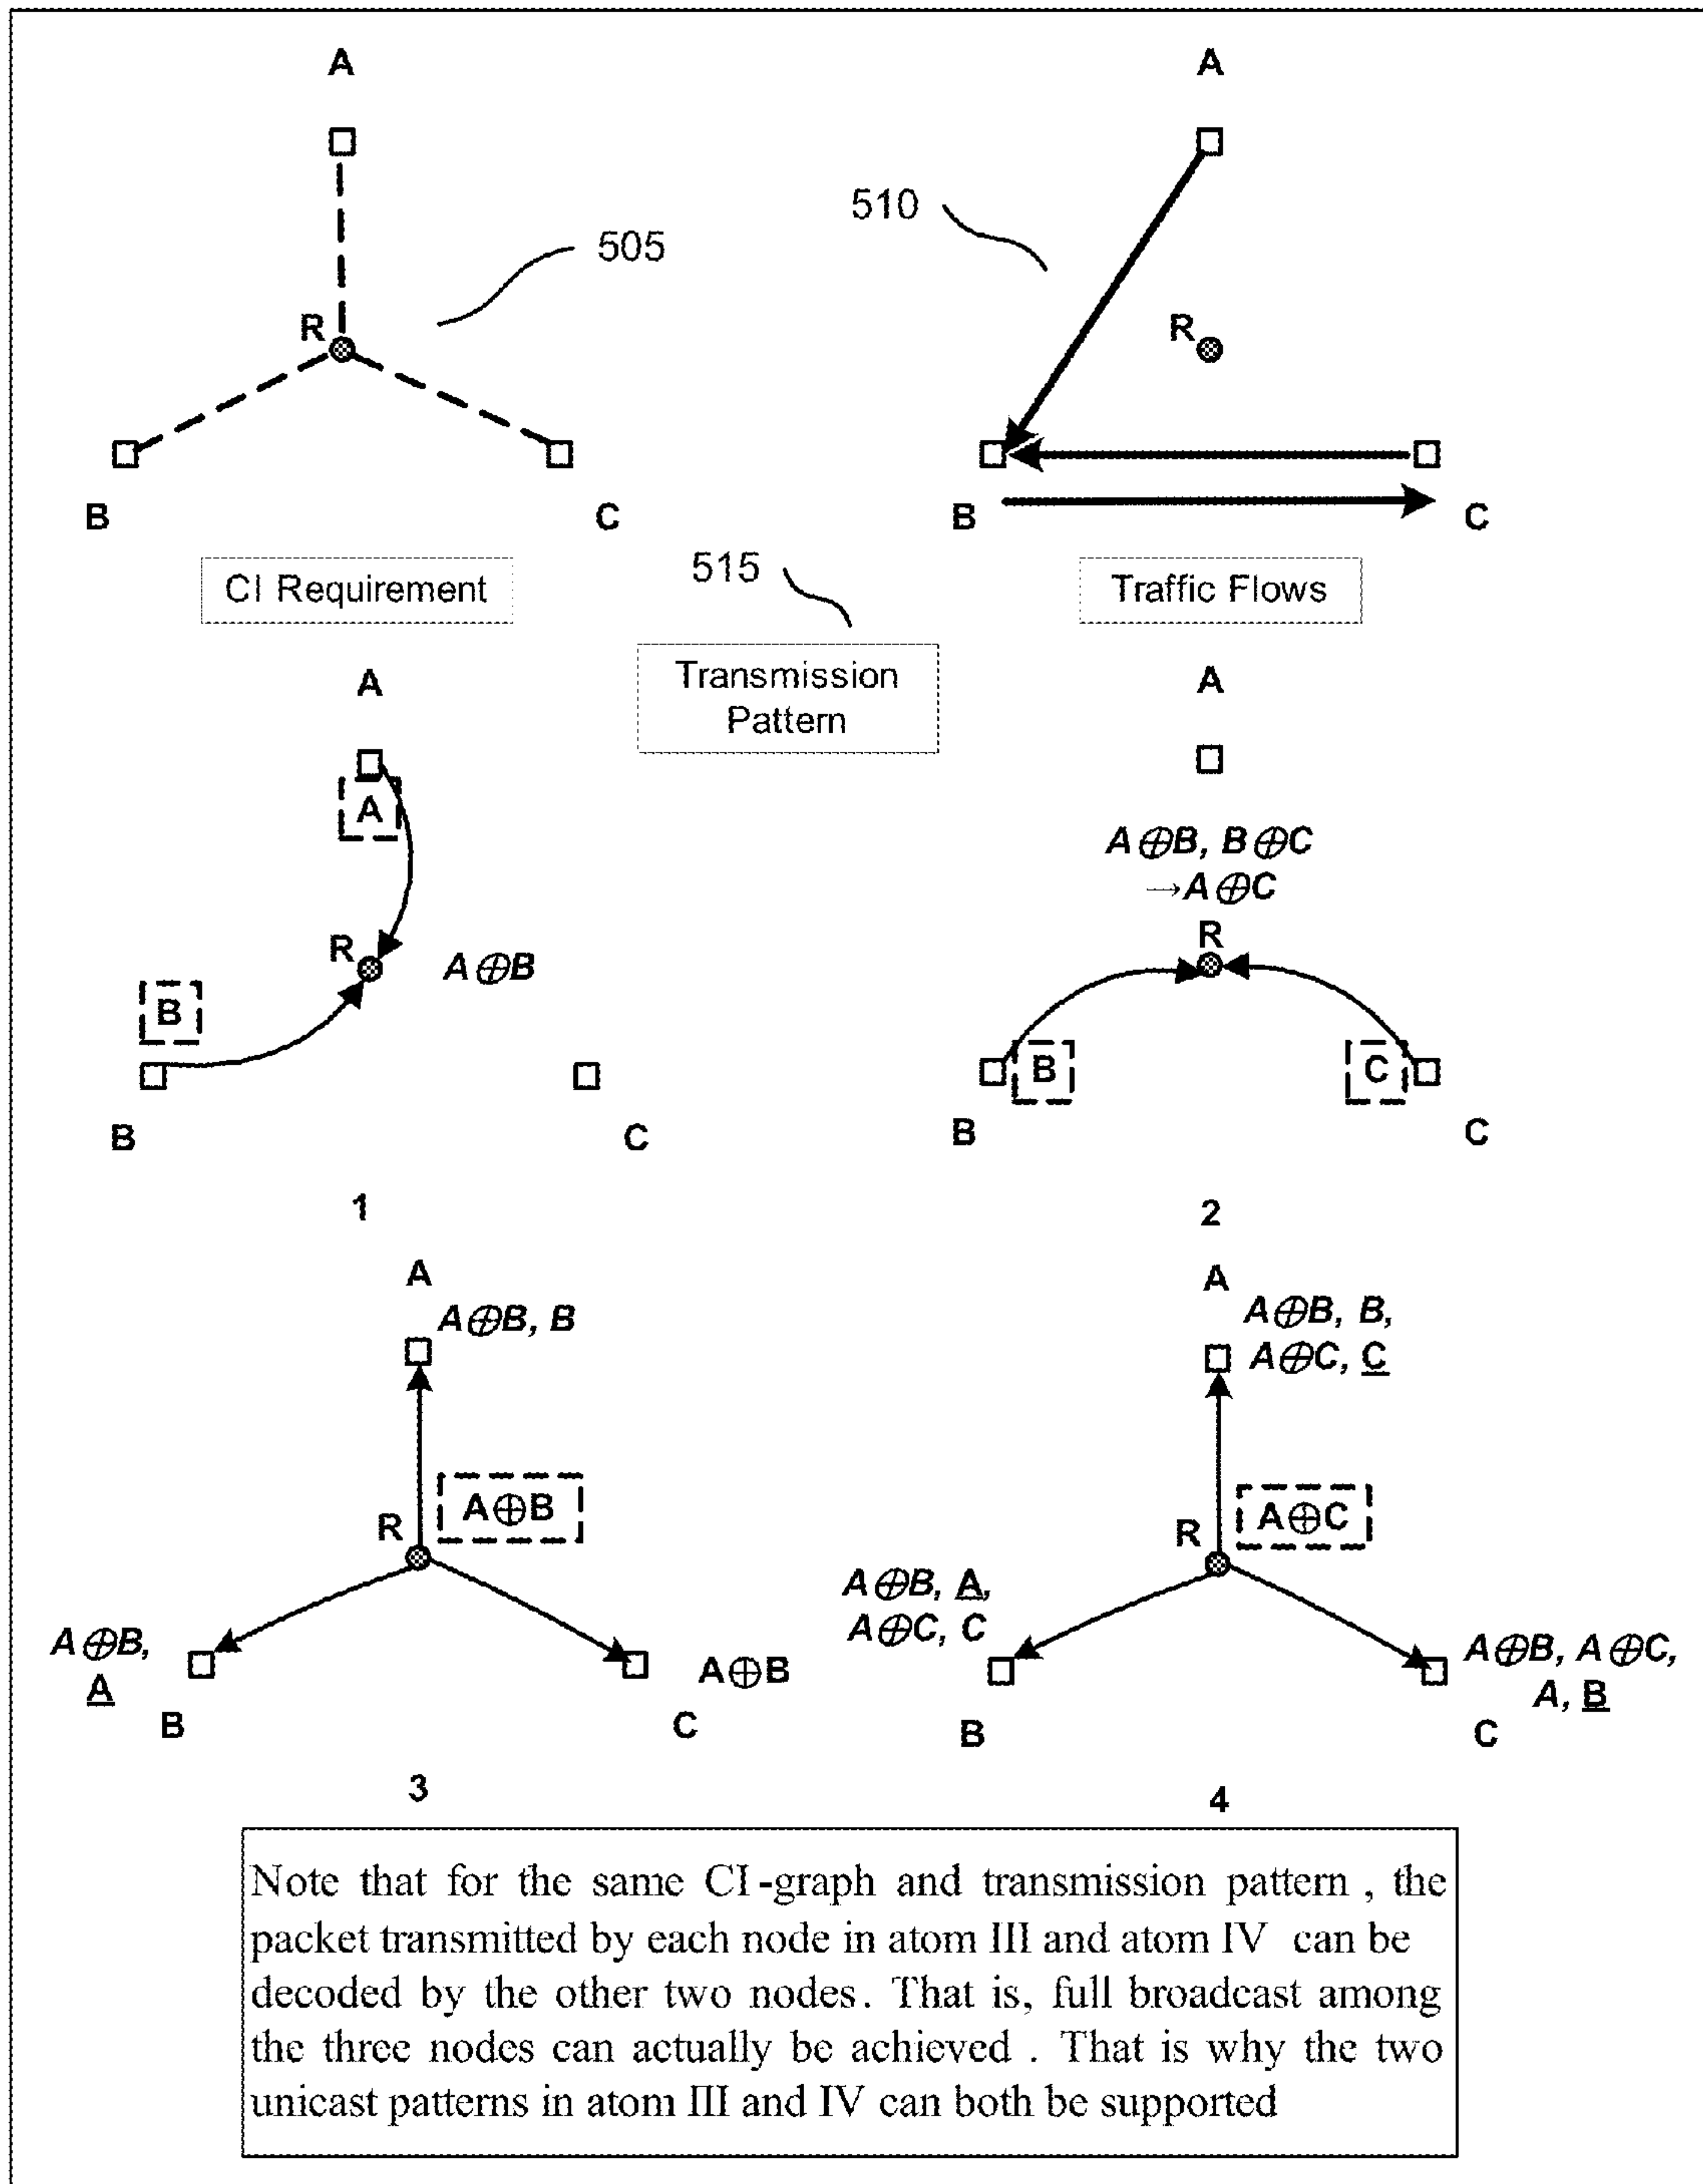 A
A
505
510
R
R
B
C
B
C
CI Requirement
515
Traffic Flows
Transmission
Pattern
A
A
A
A⊕B, B⊕C
→A⊕C
R
A⊕B
R
B
B
C
B
C
B
C
1
2
A
A⊕B, B
A
A⊕B, B,
A⊕C, C
A⊕B
R
A⊕C
R
A⊕B, A,
A⊕C, C
A⊕B,
A
A⊕B
A⊕B, A⊕C,
A, B
B
C
B
C
3
4
Note that for the same CI-graph and transmission pattern , the
packet transmitted by each node in atom III and atom IV can be
decoded by the other two nodes. That is, full broadcast among
the three nodes can actually be achieved . That is why the two
unicast patterns in atom III and IV can both be supported